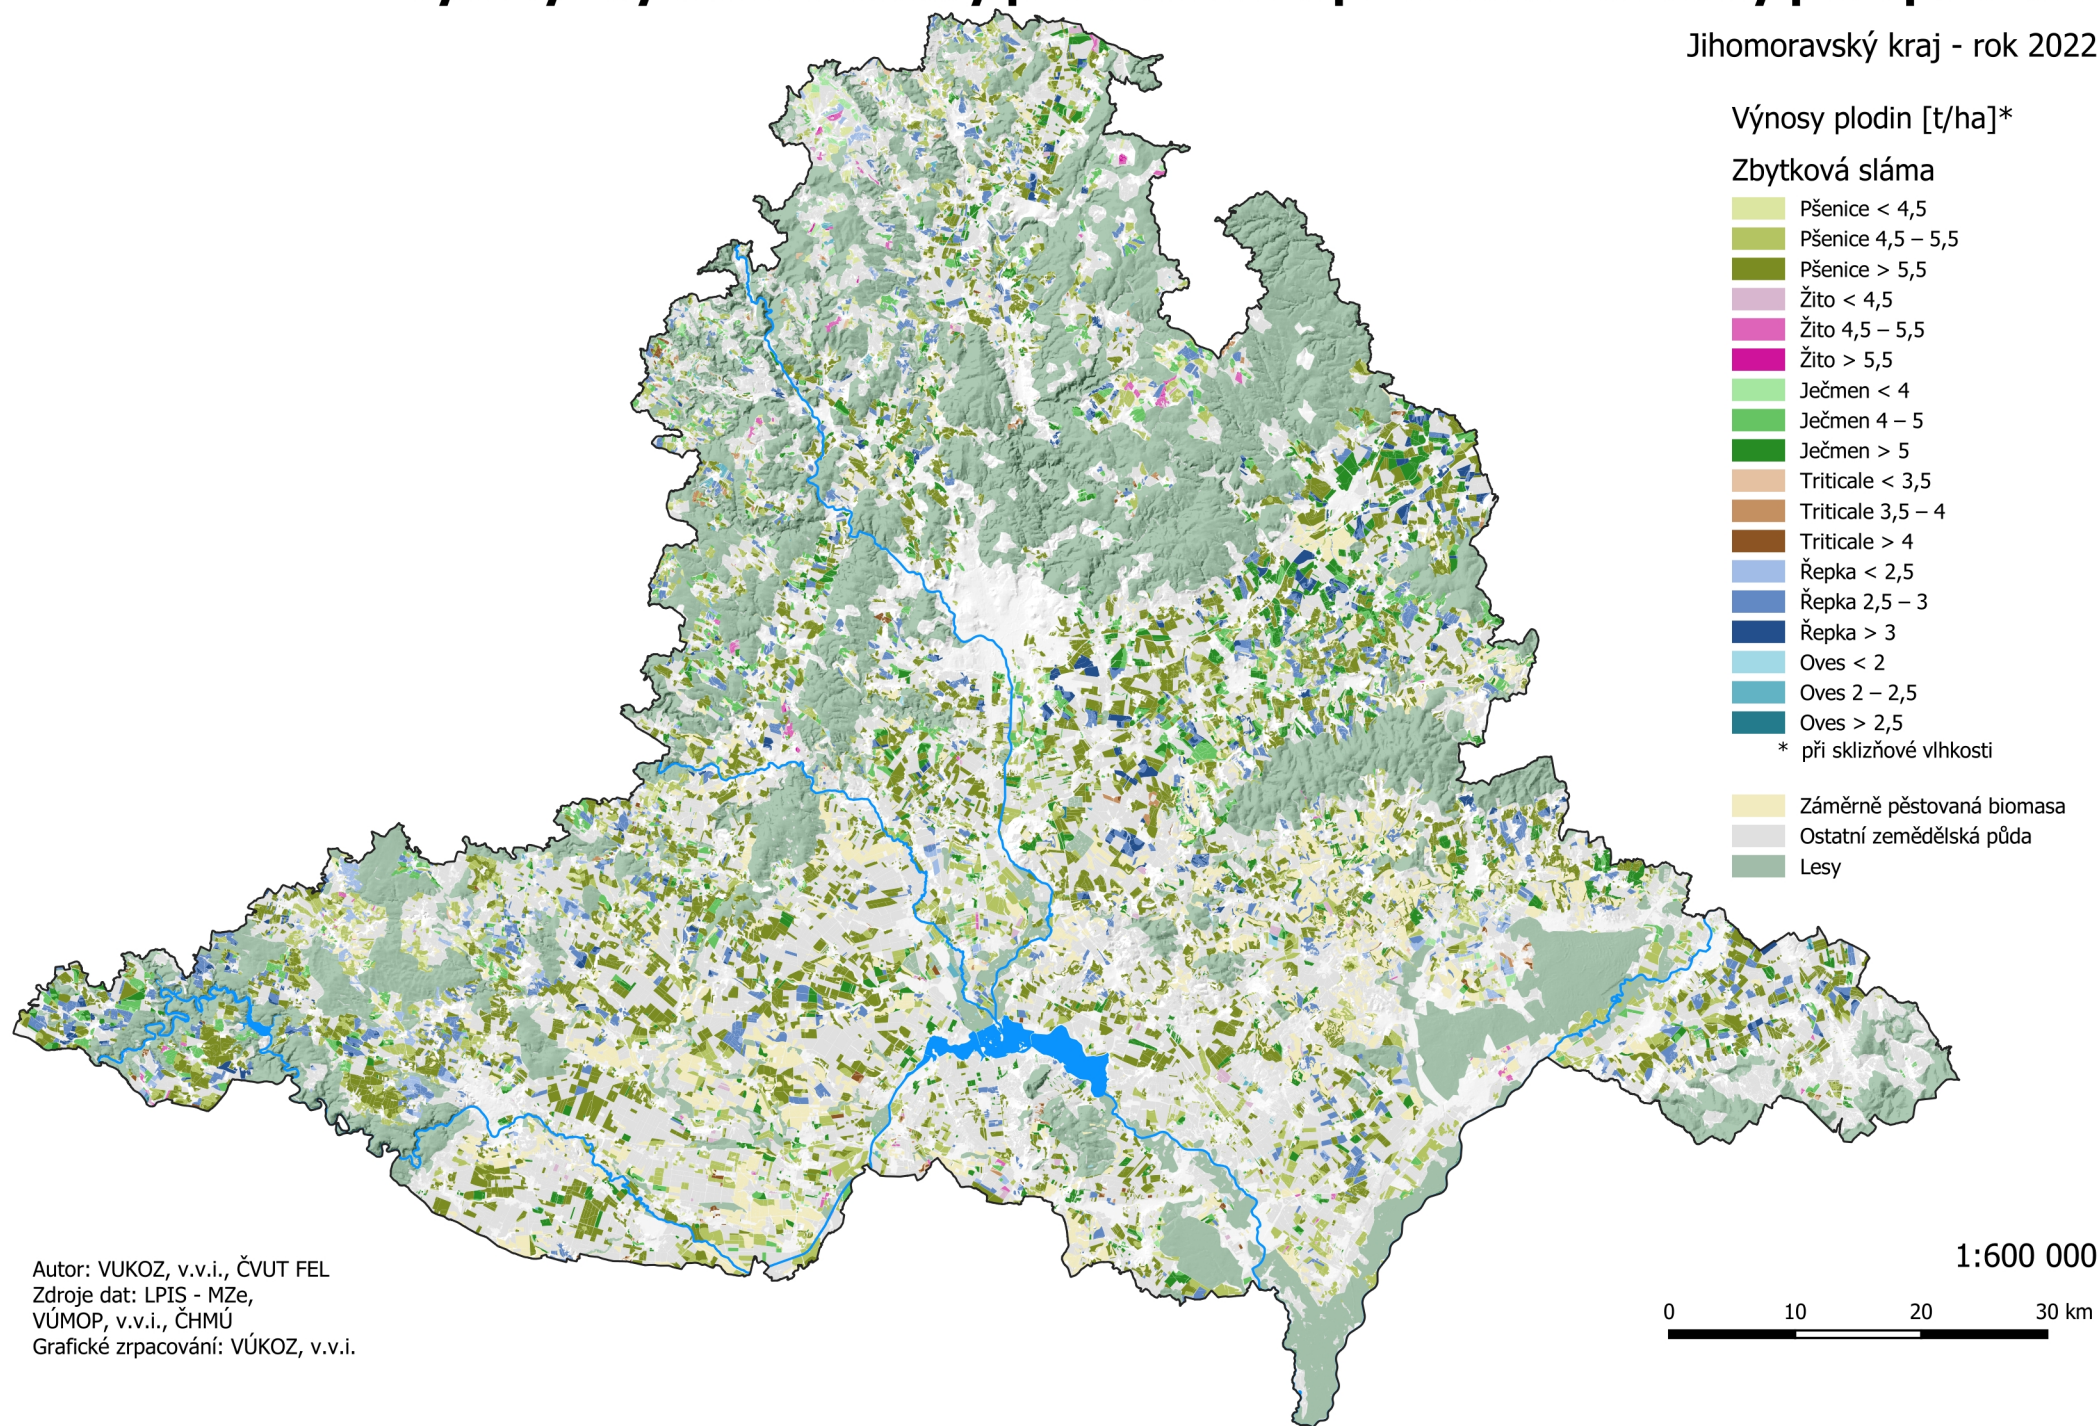 Jihomoravský kraj - rok 2022
Výnosy plodin [t/ha]*
Zbytková sláma
Pšenice < 4,5
Pšenice 4,5 – 5,5
Pšenice > 5,5
Žito < 4,5
Žito 4,5 – 5,5
Žito > 5,5
Ječmen < 4
Ječmen 4 – 5
Ječmen > 5
Triticale < 3,5
Triticale 3,5 – 4
Triticale > 4
Řepka < 2,5
Řepka 2,5 – 3
Řepka > 3
Oves < 2
Oves 2 – 2,5
Oves > 2,5
* při sklizňové vlhkosti
Záměrně pěstovaná biomasa
Ostatní zemědělská půda
Lesy
Autor: VUKOZ, v.v.i., ČVUT FEL
Zdroje dat: LPIS - MZe,
VÚMOP, v.v.i., ČHMÚ
Grafické zrpacování: VÚKOZ, v.v.i.
1:600 000
0 10 20 30 km